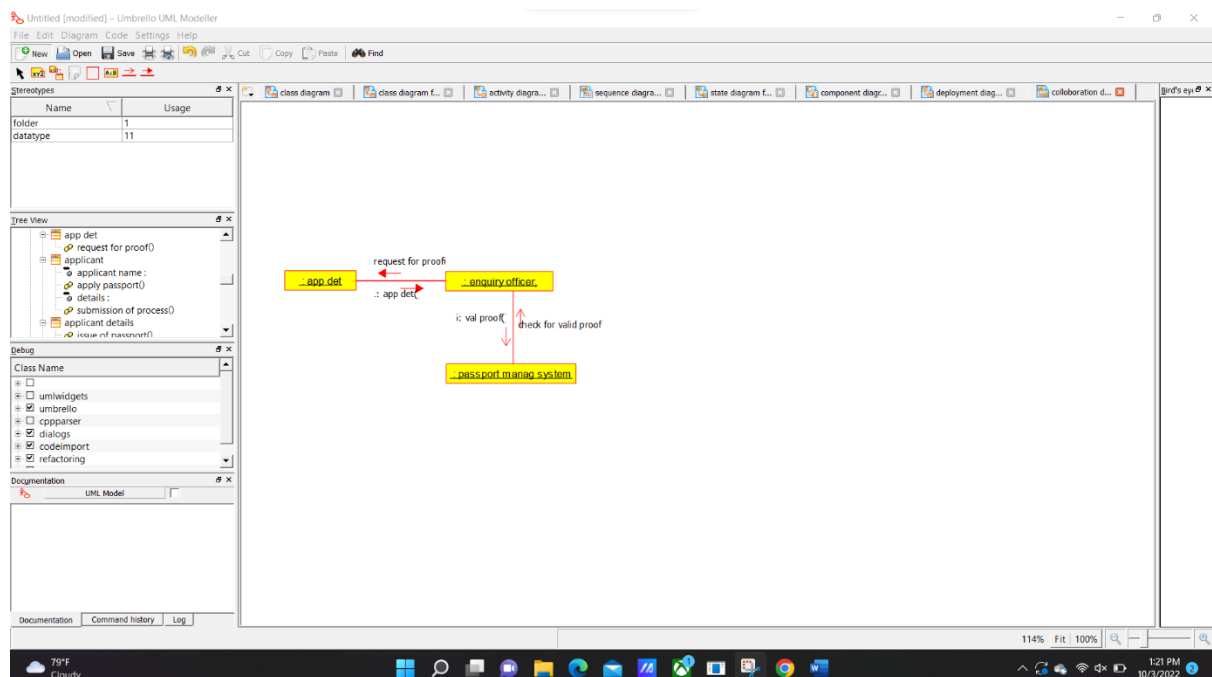 Untitled [modified] – Umbrello UML Modeller
File Edit Diagram Code Settings Help
New Open Save Cut Copy Paste Find
Stereotypes
Name Usage
folder 1
datatype 11
class diagram class diagram f... activity diagra... sequence diagra... state diagram f... component diagr... deployment diag... colloboration d...
Bird's eye
Tree View
app det
request for proof()
applicant
applicant name :
apply passport()
details :
submission of process()
applicant details
issue of passport()
request for proof(
: app det
: enquiry officer,
.: app det(
i: val proof(
check for valid proof
: passport manag system
Debug
Class Name
umlwidgets
umbrello
cppparser
dialogs
codeimport
refactoring
Documentation
UML Model
Documentation Command history Log
114% Fit 100%
79°F
Cloudy
1:21 PM
10/3/2022
2